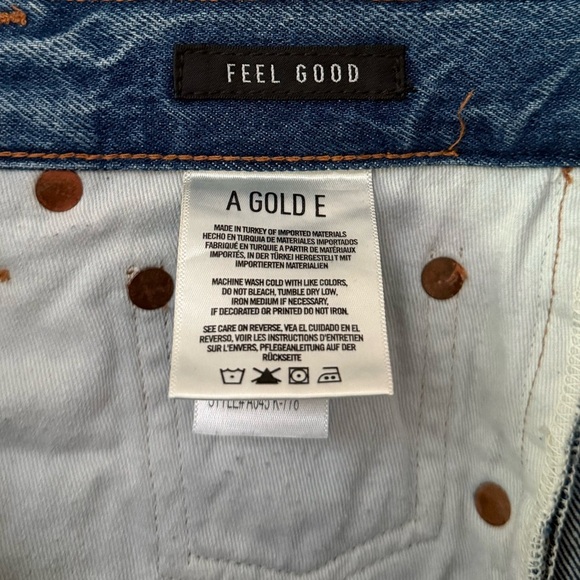 FEEL GOOD
A GOLD E
MADE IN TURKEY OF IMPORTED MATERIALS
HECHO EN TURQUIA DE MATERIALES IMPORTADOS
FABRIQUÉ EN TURQUIE A PARTIR DE MATÉRIAUX
IMPORTÉS, IN DER TÜRKEI HERGESTELLT MIT
IMPORTIERTEN MATERIALIEN
MACHINE WASH COLD WITH LIKE COLORS,
DO NOT BLEACH, TUMBLE DRY LOW,
IRON MEDIUM IF NECESSARY,
IF DECORATED OR PRINTED DO NOT IRON.
SEE CARE ON REVERSE, VEA EL CUIDADO EN EL
REVERSO, VOIR LES INSTRUCTIONS D'ENTRETIEN
SUR L'ENVERS, PFLEGEANLEITUNG AUF DER
RÜCKSEITE